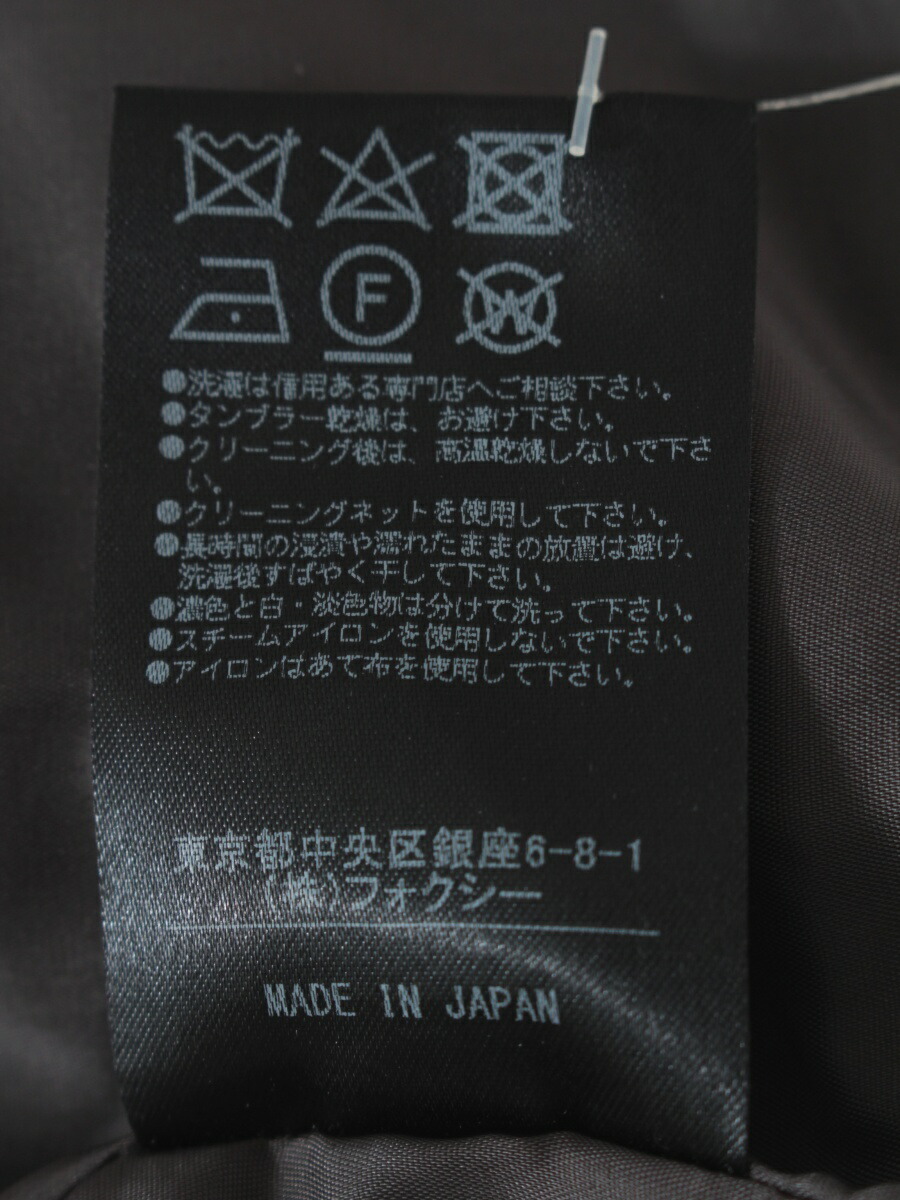 F
W
●洗濯は信用ある専門店へご相談下さい。
●タンブラー乾燥は、お避け下さい。
●クリーニング後は、高温乾燥しないで下さ
い。
●クリーニングネットを使用して下さい。
●長時間の浸漬や濡れたままの放置は避け、
洗濯後すばやく干して下さい。
●濃色と白・淡色物は分けて洗って下さい。
●スチームアイロンを使用しないで下さい。
●アイロンはあて布を使用して下さい。
東京都中央区銀座6-8-1
(株)フォクシー
MADE IN JAPAN